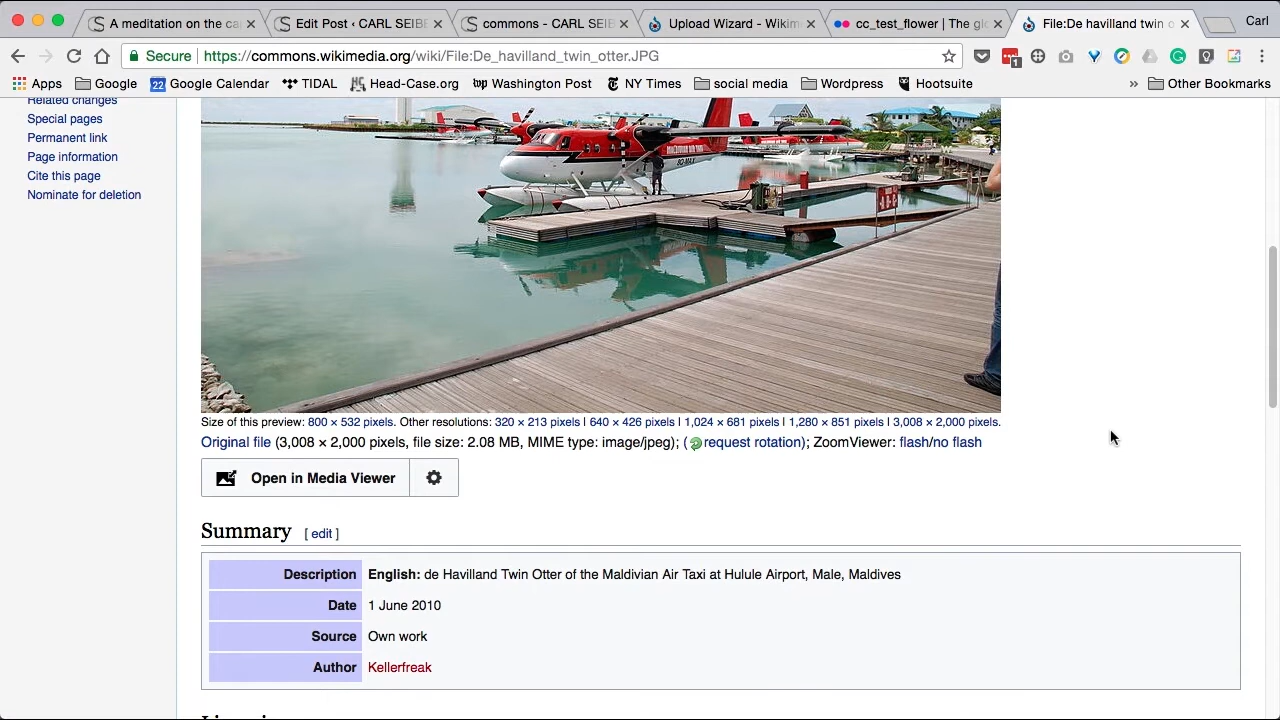 A meditation on the ca
Edit Post ‹ CARL SEIBE
commons - CARL SEIB
Upload Wizard - Wikim
cc_test_flower | The gl
File:De havilland twin o
Carl
Secure https://commons.wikimedia.org/wiki/File:De_havilland_twin_otter.JPG
1
Apps Google 22 Google Calendar TIDAL Head-Case.org wp Washington Post NY Times social media Wordpress Hootsuite » Other Bookmarks
Related changes
Special pages
Permanent link
Page information
Cite this page
Nominate for deletion
8Q-MAX
Size of this preview: 800 × 532 pixels. Other resolutions: 320 × 213 pixels | 640 × 426 pixels | 1,024 × 681 pixels | 1,280 × 851 pixels | 3,008 × 2,000 pixels.
Original file (3,008 × 2,000 pixels, file size: 2.08 MB, MIME type: image/jpeg); (request rotation); ZoomViewer: flash/no flash
Open in Media Viewer
Summary [ edit ]
Description English: de Havilland Twin Otter of the Maldivian Air Taxi at Hulule Airport, Male, Maldives
Date 1 June 2010
Source Own work
Author Kellerfreak